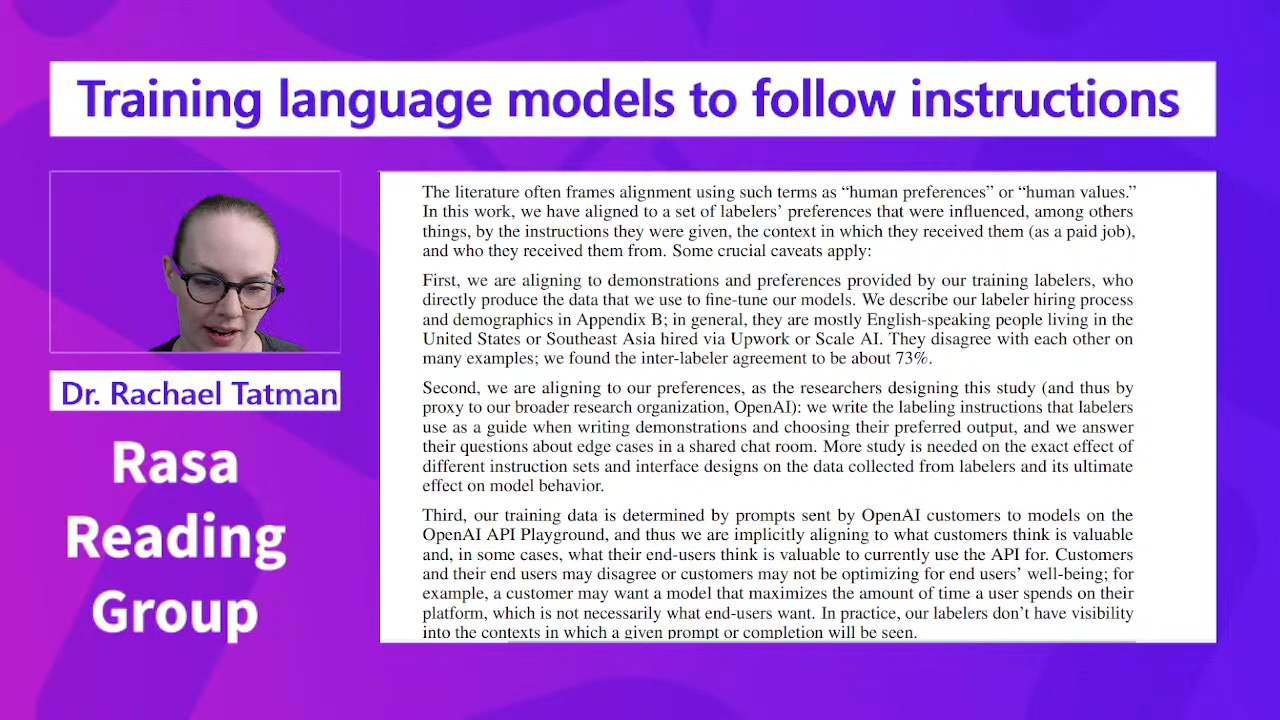 Training language models to follow instructions
The literature often frames alignment using such terms as “human preferences” or “human values.”
In this work, we have aligned to a set of labelers’ preferences that were influenced, among others
things, by the instructions they were given, the context in which they received them (as a paid job),
and who they received them from. Some crucial caveats apply:
First, we are aligning to demonstrations and preferences provided by our training labelers, who
directly produce the data that we use to fine-tune our models. We describe our labeler hiring process
and demographics in Appendix B; in general, they are mostly English-speaking people living in the
United States or Southeast Asia hired via Upwork or Scale AI. They disagree with each other on
many examples; we found the inter-labeler agreement to be about 73%.
Second, we are aligning to our preferences, as the researchers designing this study (and thus by
proxy to our broader research organization, OpenAI): we write the labeling instructions that labelers
use as a guide when writing demonstrations and choosing their preferred output, and we answer
their questions about edge cases in a shared chat room. More study is needed on the exact effect of
different instruction sets and interface designs on the data collected from labelers and its ultimate
effect on model behavior.
Third, our training data is determined by prompts sent by OpenAI customers to models on the
OpenAI API Playground, and thus we are implicitly aligning to what customers think is valuable
and, in some cases, what their end-users think is valuable to currently use the API for. Customers
and their end users may disagree or customers may not be optimizing for end users’ well-being; for
example, a customer may want a model that maximizes the amount of time a user spends on their
platform, which is not necessarily what end-users want. In practice, our labelers don’t have visibility
into the contexts in which a given prompt or completion will be seen.
Dr. Rachael Tatman
Rasa
Reading
Group